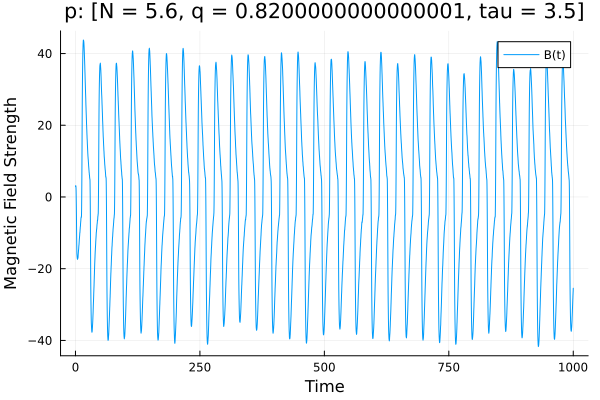 p: [N = 5.6, q = 0.8200000000000001, tau = 3.5]
40
20
0
−20
−40
Magnetic Field Strength
B(t)
0
250
500
750
1000
Time